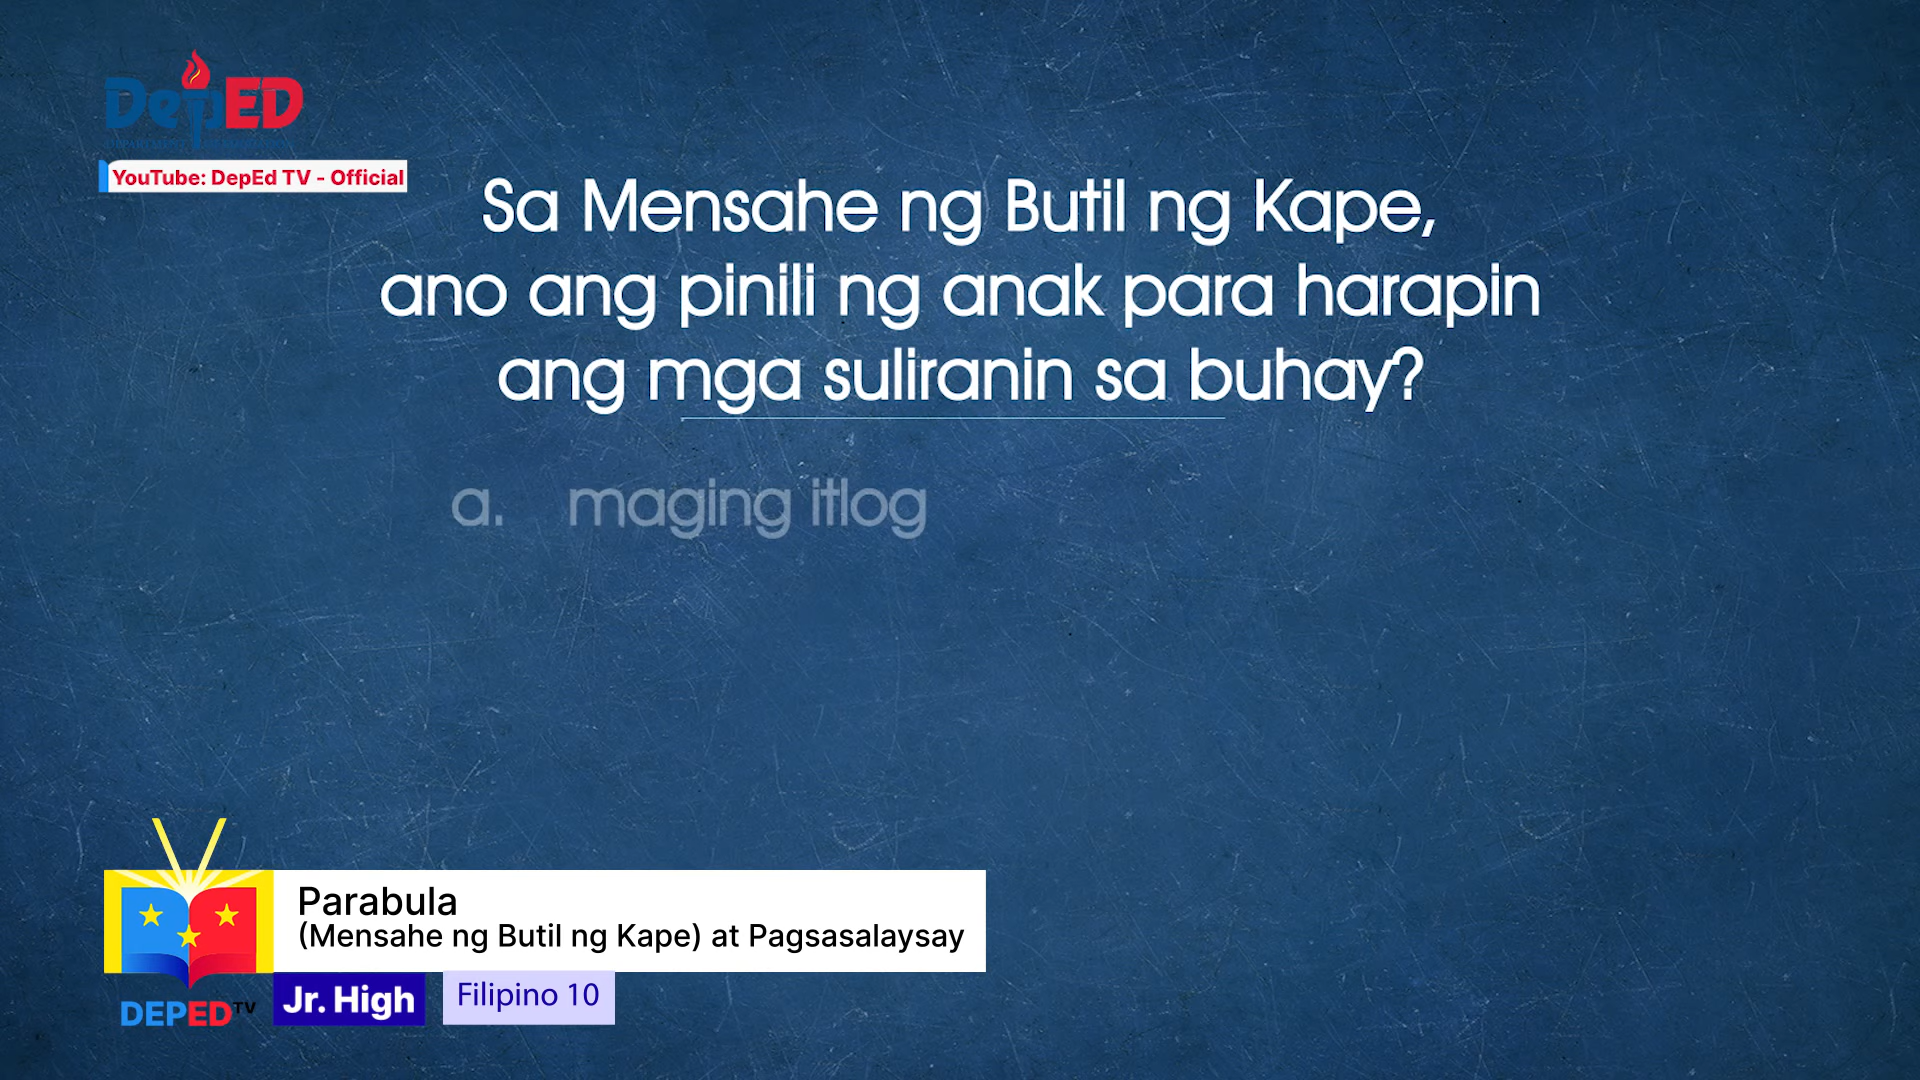 DepED
YouTube: DepEd TV - Official
Sa Mensahe ng Butil ng Kape,
ano ang pinili ng anak para harapin
ang mga suliranin sa buhay?
a. maging itlog
Parabula
(Mensahe ng Butil ng Kape) at Pagsasalaysay
DEPED TV
Jr. High
Filipino 10